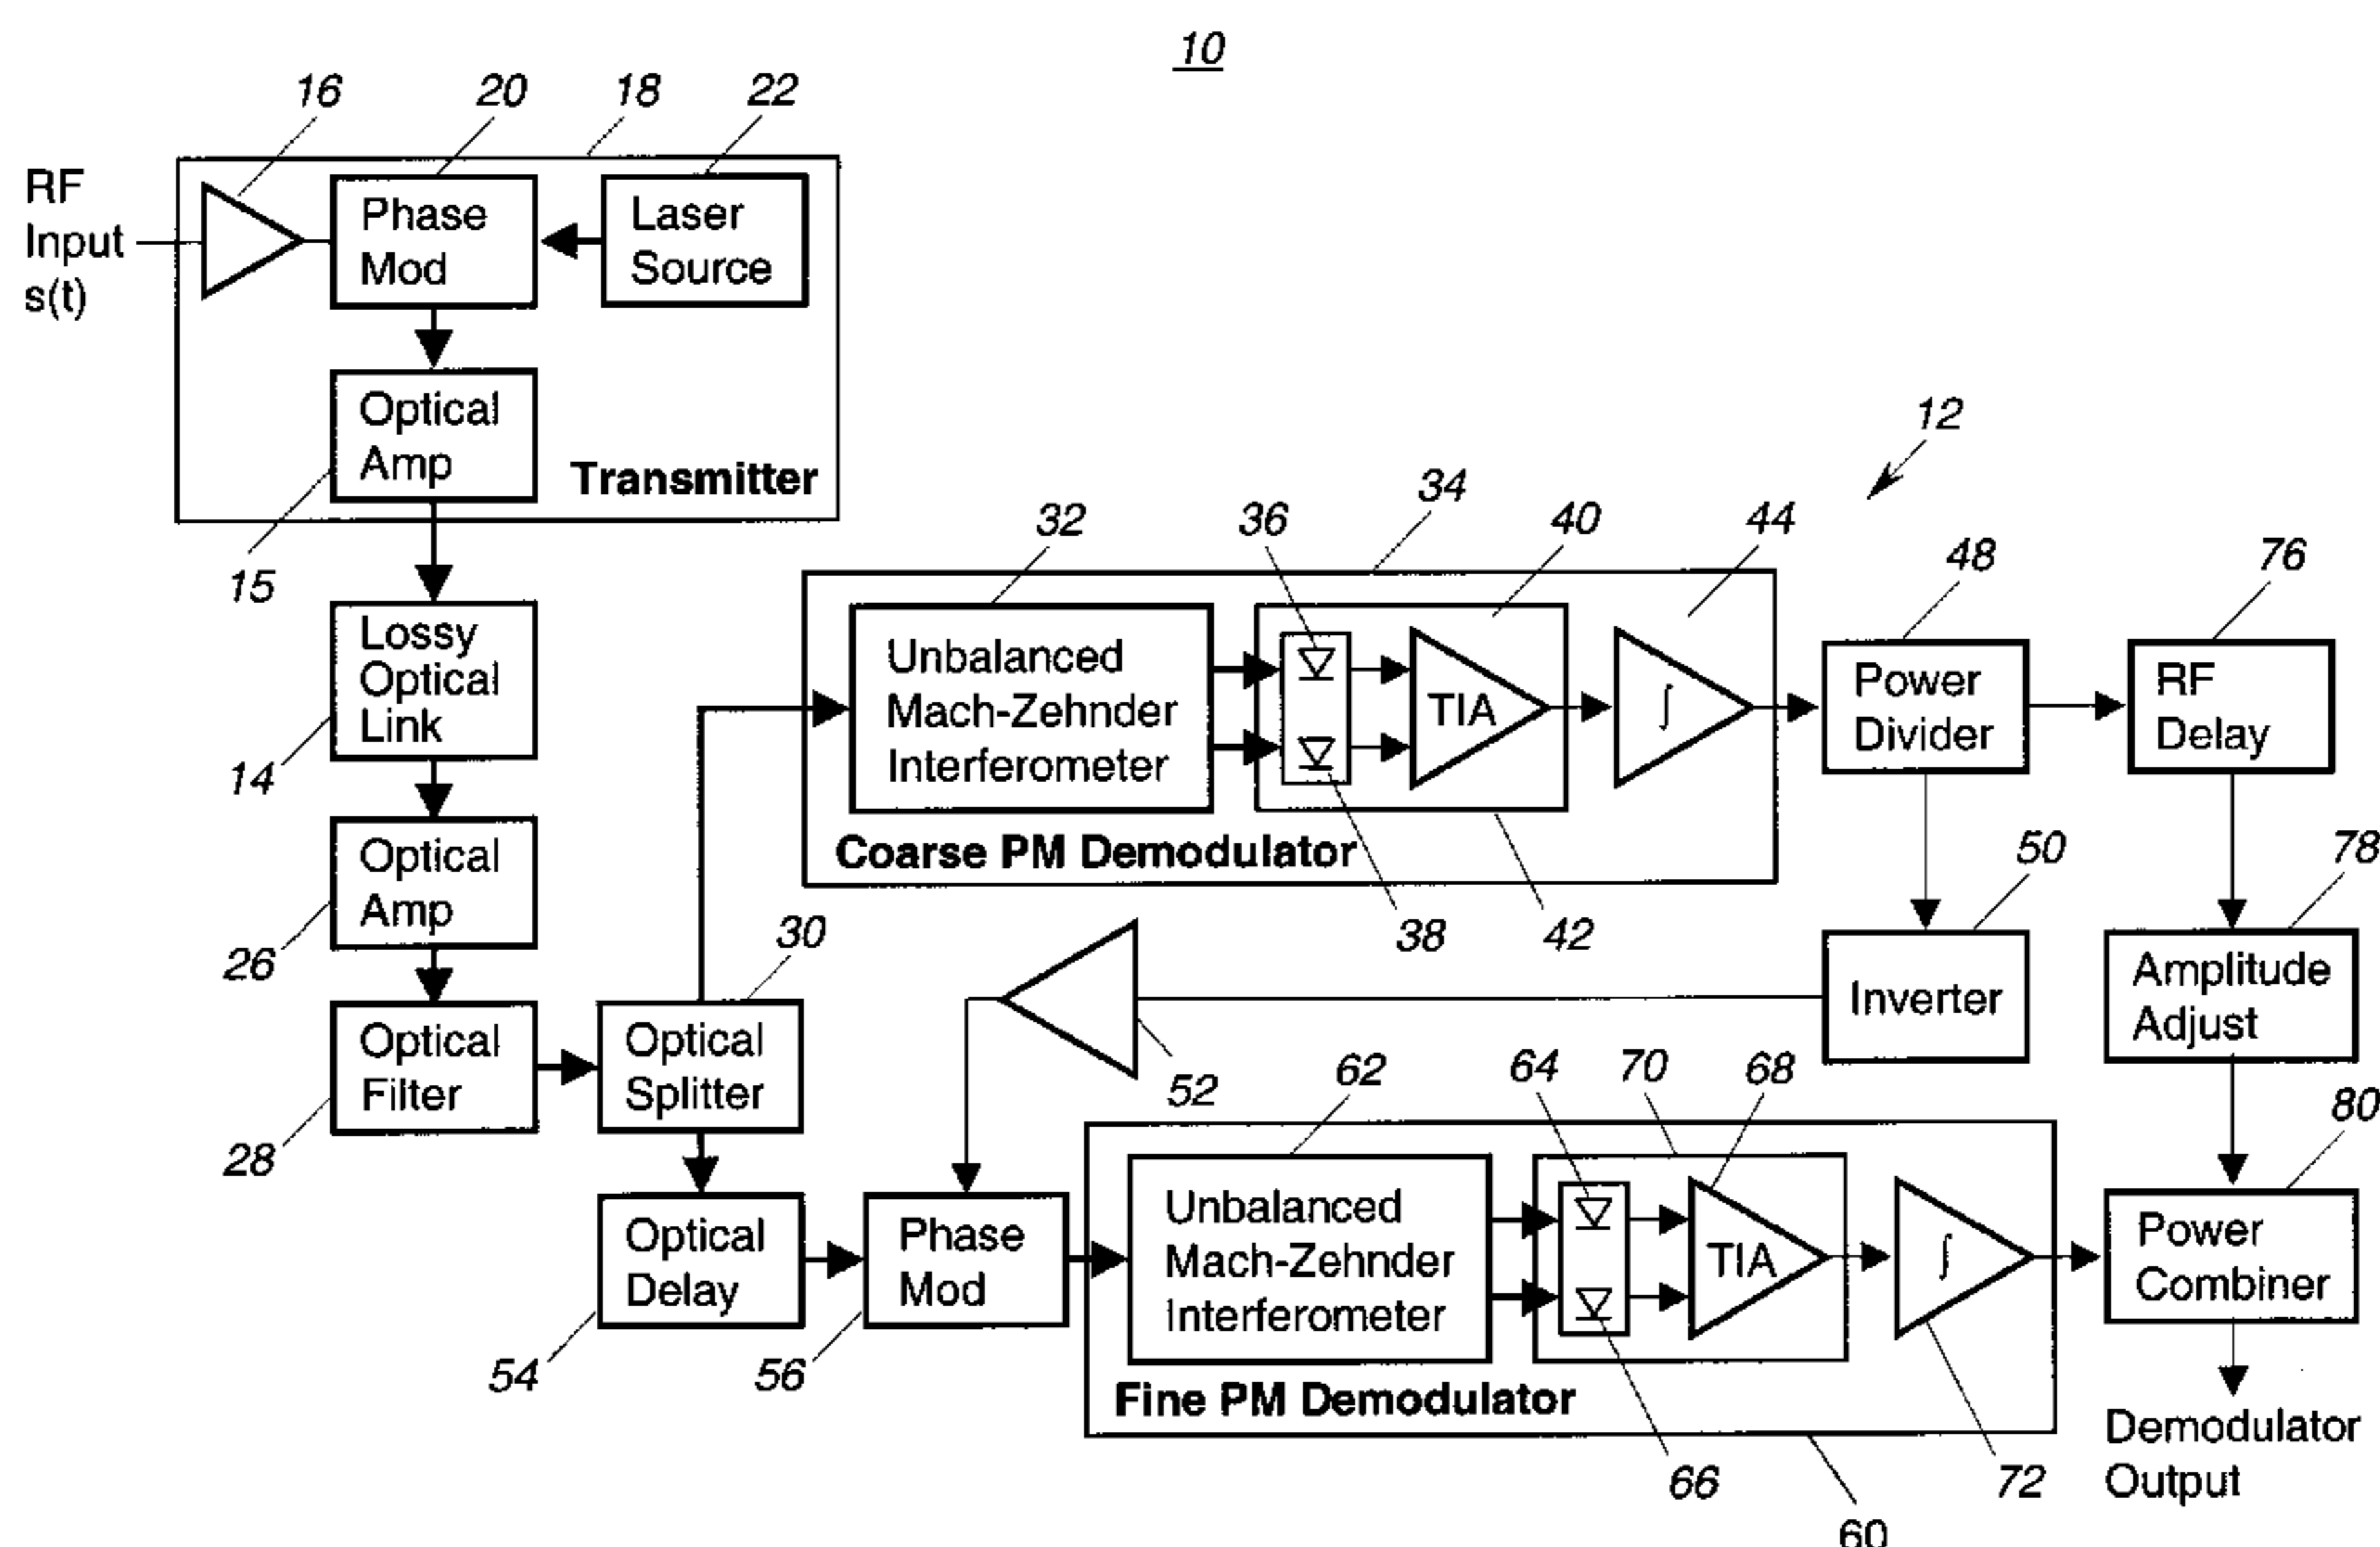 10
16
20
18
22
RF
Input
s(t)
Phase
Mod
Laser
Source
Optical
Amp
Transmitter
15
12
Lossy
Optical
Link
14
32
36
34
40
44
48
76
Unbalanced
Mach-Zehnder
Interferometer
TIA
∫
Power
Divider
RF
Delay
Coarse PM Demodulator
38
42
50
78
Optical
Amp
26
30
Inverter
Amplitude
Adjust
Optical
Filter
28
Optical
Splitter
52
62
64
70
68
80
Optical
Delay
54
Phase
Mod
56
Unbalanced
Mach-Zehnder
Interferometer
TIA
∫
Power
Combiner
Fine PM Demodulator
66
72
60
Demodulator
Output